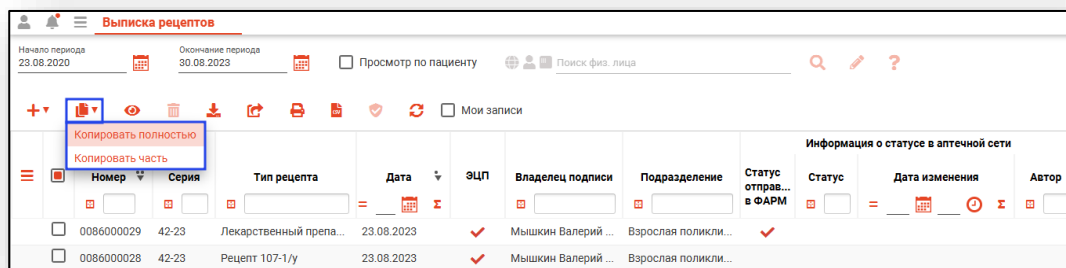 Выписка рецептов
Начало периода
23.08.2020
Окончание периода
30.08.2023
Просмотр по пациенту
Поиск физ. лица
?
Мои записи
Копировать полностью
Копировать часть
Информация о статусе в аптечной сети
Номер Серия Тип рецепта Дата ЭЦП Владелец подписи Подразделение Статус отправ... в ФАРМ Статус Дата изменения Автор
= Σ = Σ
0086000029 42-23 Лекарственный препа... 23.08.2023 Мышкин Валерий ... Взрослая поликли...
0086000028 42-23 Рецепт 107-1/у 23.08.2023 Мышкин Валерий ... Взрослая поликли...